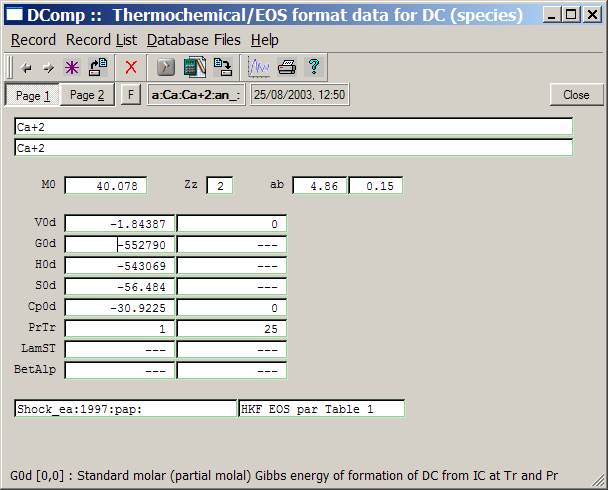 DComp :: Thermochemical/EOS format data for DC (species)
Record Record List Database Files Help
Page 1 Page 2 F a:Ca:Ca+2:an_: 25/08/2003, 12:50 Close
Ca+2
Ca+2
M0 40.078 Zz 2 ab 4.86 0.15
V0d -1.84387 0
G0d -552790 ---
H0d -543069 ---
S0d -56.484 ---
Cp0d -30.9225 0
PrTr 1 25
LamST --- ---
BetAlp --- ---
Shock_ea:1997:pap: HKF EOS par Table 1
G0d [0,0] : Standard molar (partial molal) Gibbs energy of formation of DC from IC at Tr and Pr